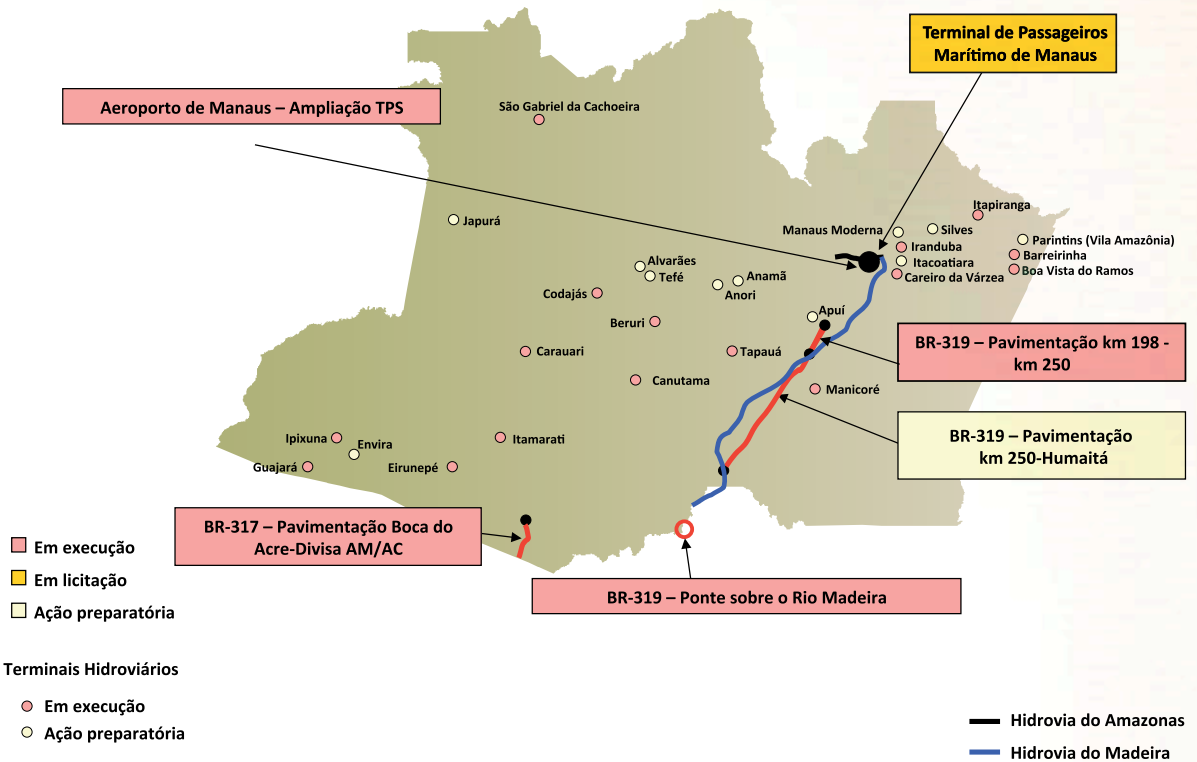 Terminal de Passageiros
Marítimo de Manaus
Aeroporto de Manaus – Ampliação TPS
São Gabriel da Cachoeira
Itapiranga
Japurá
Manaus Moderna
Silves
Parintins (Vila Amazônia)
Iranduba
Barreirinha
Alvarães
Itacoatiara
Boa Vista do Ramos
Tefé
Anamã
Careiro da Várzea
Codajás
Anori
Apuí
Beruri
BR-319 – Pavimentação km 198 -
km 250
Carauari
Tapauá
Canutama
Manicoré
BR-319 – Pavimentação
km 250-Humaitá
Ipixuna
Envira
Itamarati
Guajará
Eirunepé
BR-317 – Pavimentação Boca do
Acre-Divisa AM/AC
BR-319 – Ponte sobre o Rio Madeira
Em execução
Em licitação
Ação preparatória
Terminais Hidroviários
Em execução
Ação preparatória
Hidrovia do Amazonas
Hidrovia do Madeira